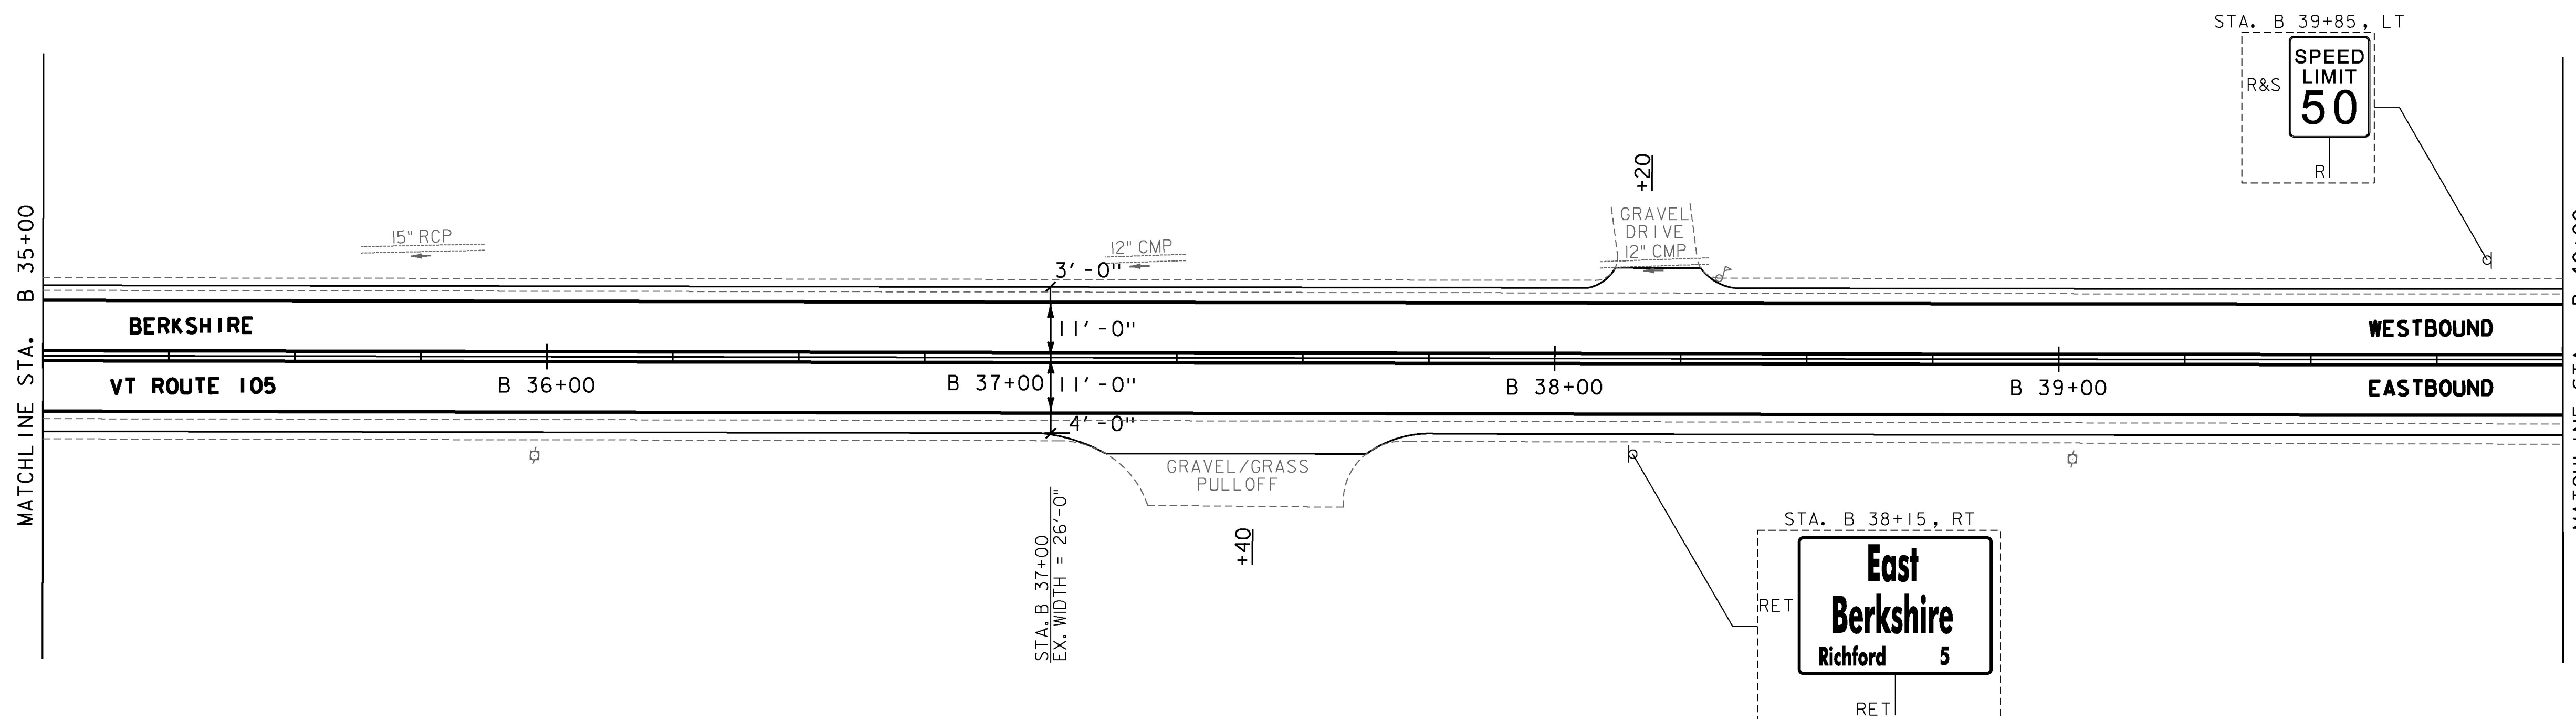 STA. B 39+85, LT
R&S
SPEED
LIMIT
50
R
+20
MATCHLINE STA. B 35+00
15" RCP
12" CMP
GRAVEL
DRIVE
12" CMP
3'-0"
BERKSHIRE
11'-0"
WESTBOUND
VT ROUTE 105
B 36+00
B 37+00
11'-0"
B 38+00
B 39+00
EASTBOUND
4'-0"
GRAVEL/GRASS
PULLOFF
STA. B 37+00
EX. WIDTH = 26'-0"
+40
STA. B 38+15, RT
RET
East
Berkshire
Richford 5
RET